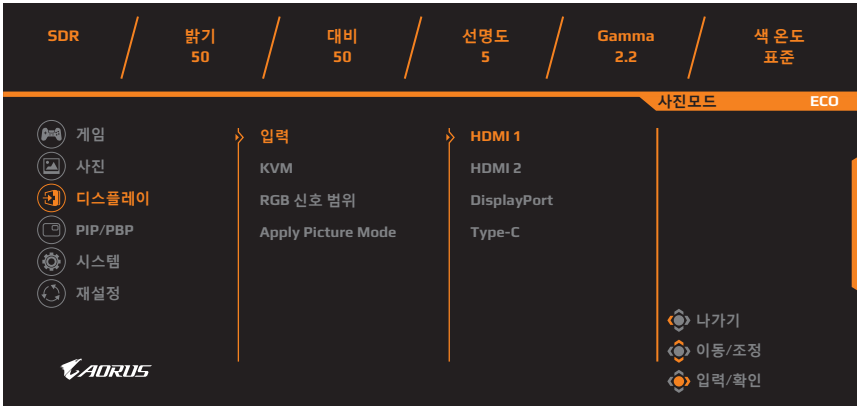 SDR 밝기 대비 선명도 Gamma 색 온도
50 50 5 2.2 표준
사진모드 ECO
게임 입력 HDMI 1
사진 KVM HDMI 2
디스플레이 RGB 신호 범위 DisplayPort
PIP/PBP Apply Picture Mode Type-C
시스템
재설정
나가기
이동/조정
입력/확인
AORUS